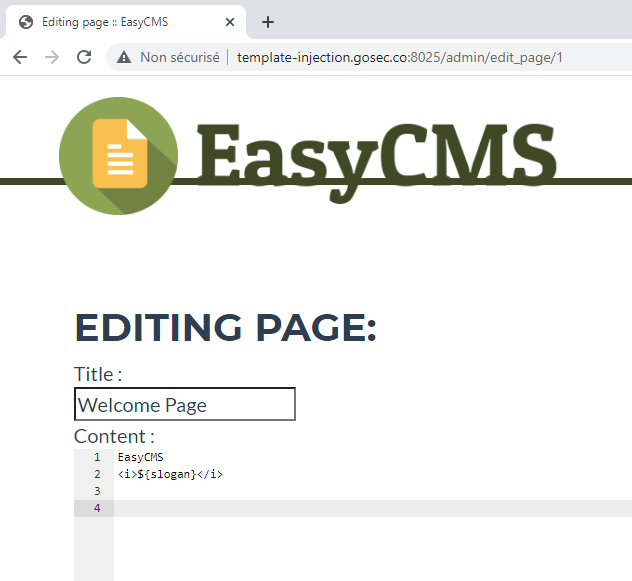 Editing page :: EasyCMS
Non sécurisé | template-injection.gosec.co:8025/admin/edit_page/1
EasyCMS
EDITING PAGE:
Title :
Welcome Page
Content :
1 EasyCMS
2 <i>${slogan}</i>
3
4